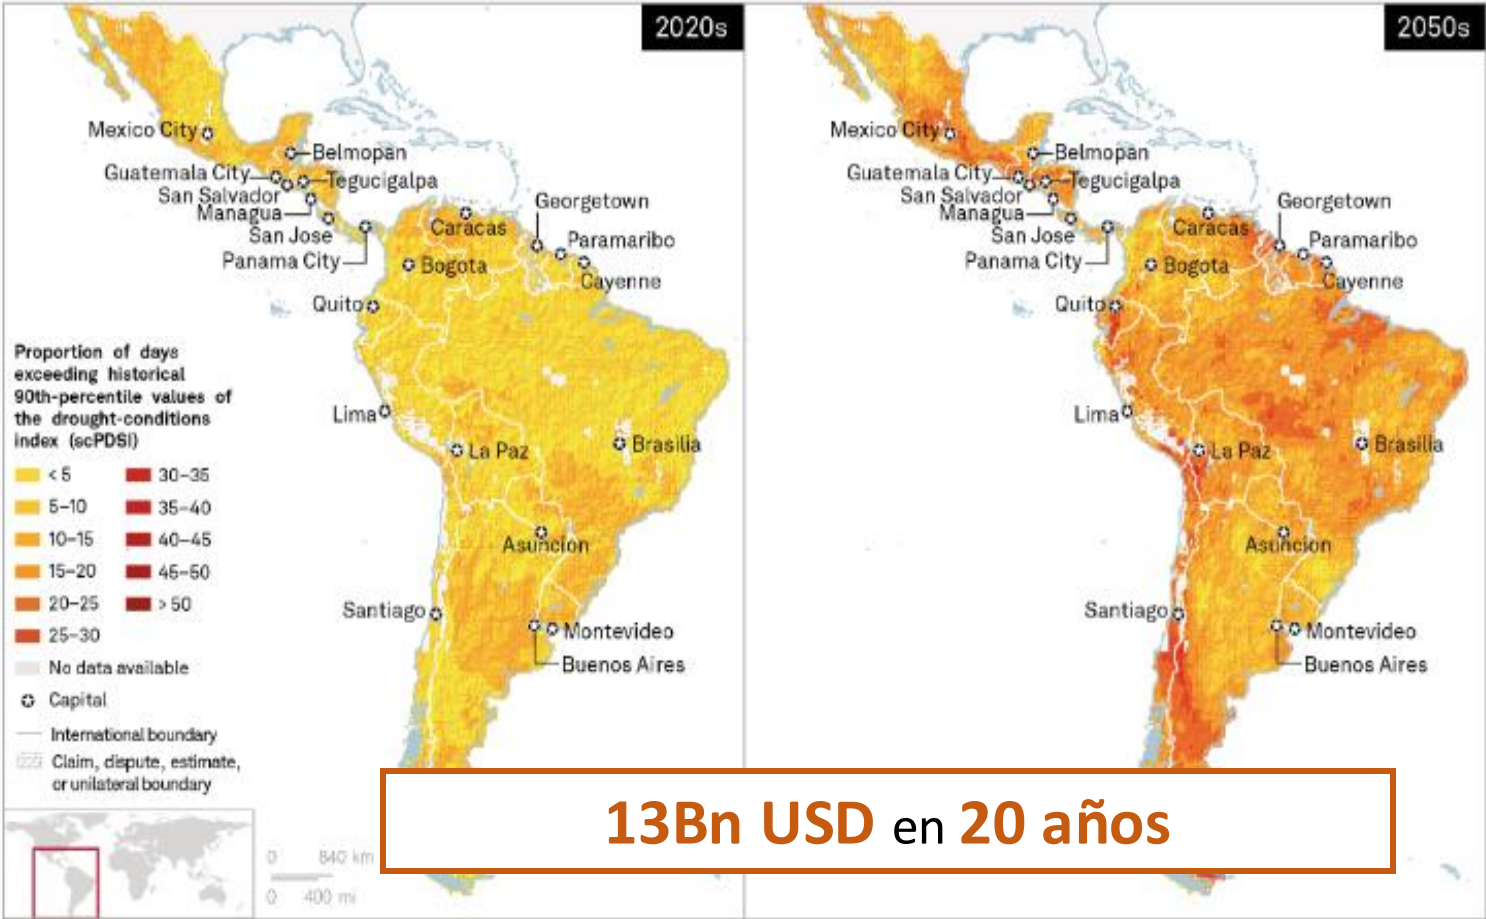 2020s
Mexico City
Belmopan
Guatemala City
Tegucigalpa
San Salvador
Managua
San Jose
Panama City
Caracas
Georgetown
Paramaribo
Cayenne
Bogota
Quito
Lima
La Paz
Brasilia
Asuncion
Santiago
Montevideo
Buenos Aires
Proportion of days
exceeding historical
90th-percentile values of
the drought-conditions
index (scPDSI)
< 5
5–10
10–15
15–20
20–25
25–30
30–35
35–40
40–45
45–50
> 50
No data available
Capital
International boundary
Claim, dispute, estimate,
or unilateral boundary
0 840 km
0 400 mi
2050s
Mexico City
Belmopan
Guatemala City
Tegucigalpa
San Salvador
Managua
San Jose
Panama City
Caracas
Georgetown
Paramaribo
Cayenne
Bogota
Quito
Lima
La Paz
Brasilia
Asuncion
Santiago
Montevideo
Buenos Aires
13Bn USD en 20 años